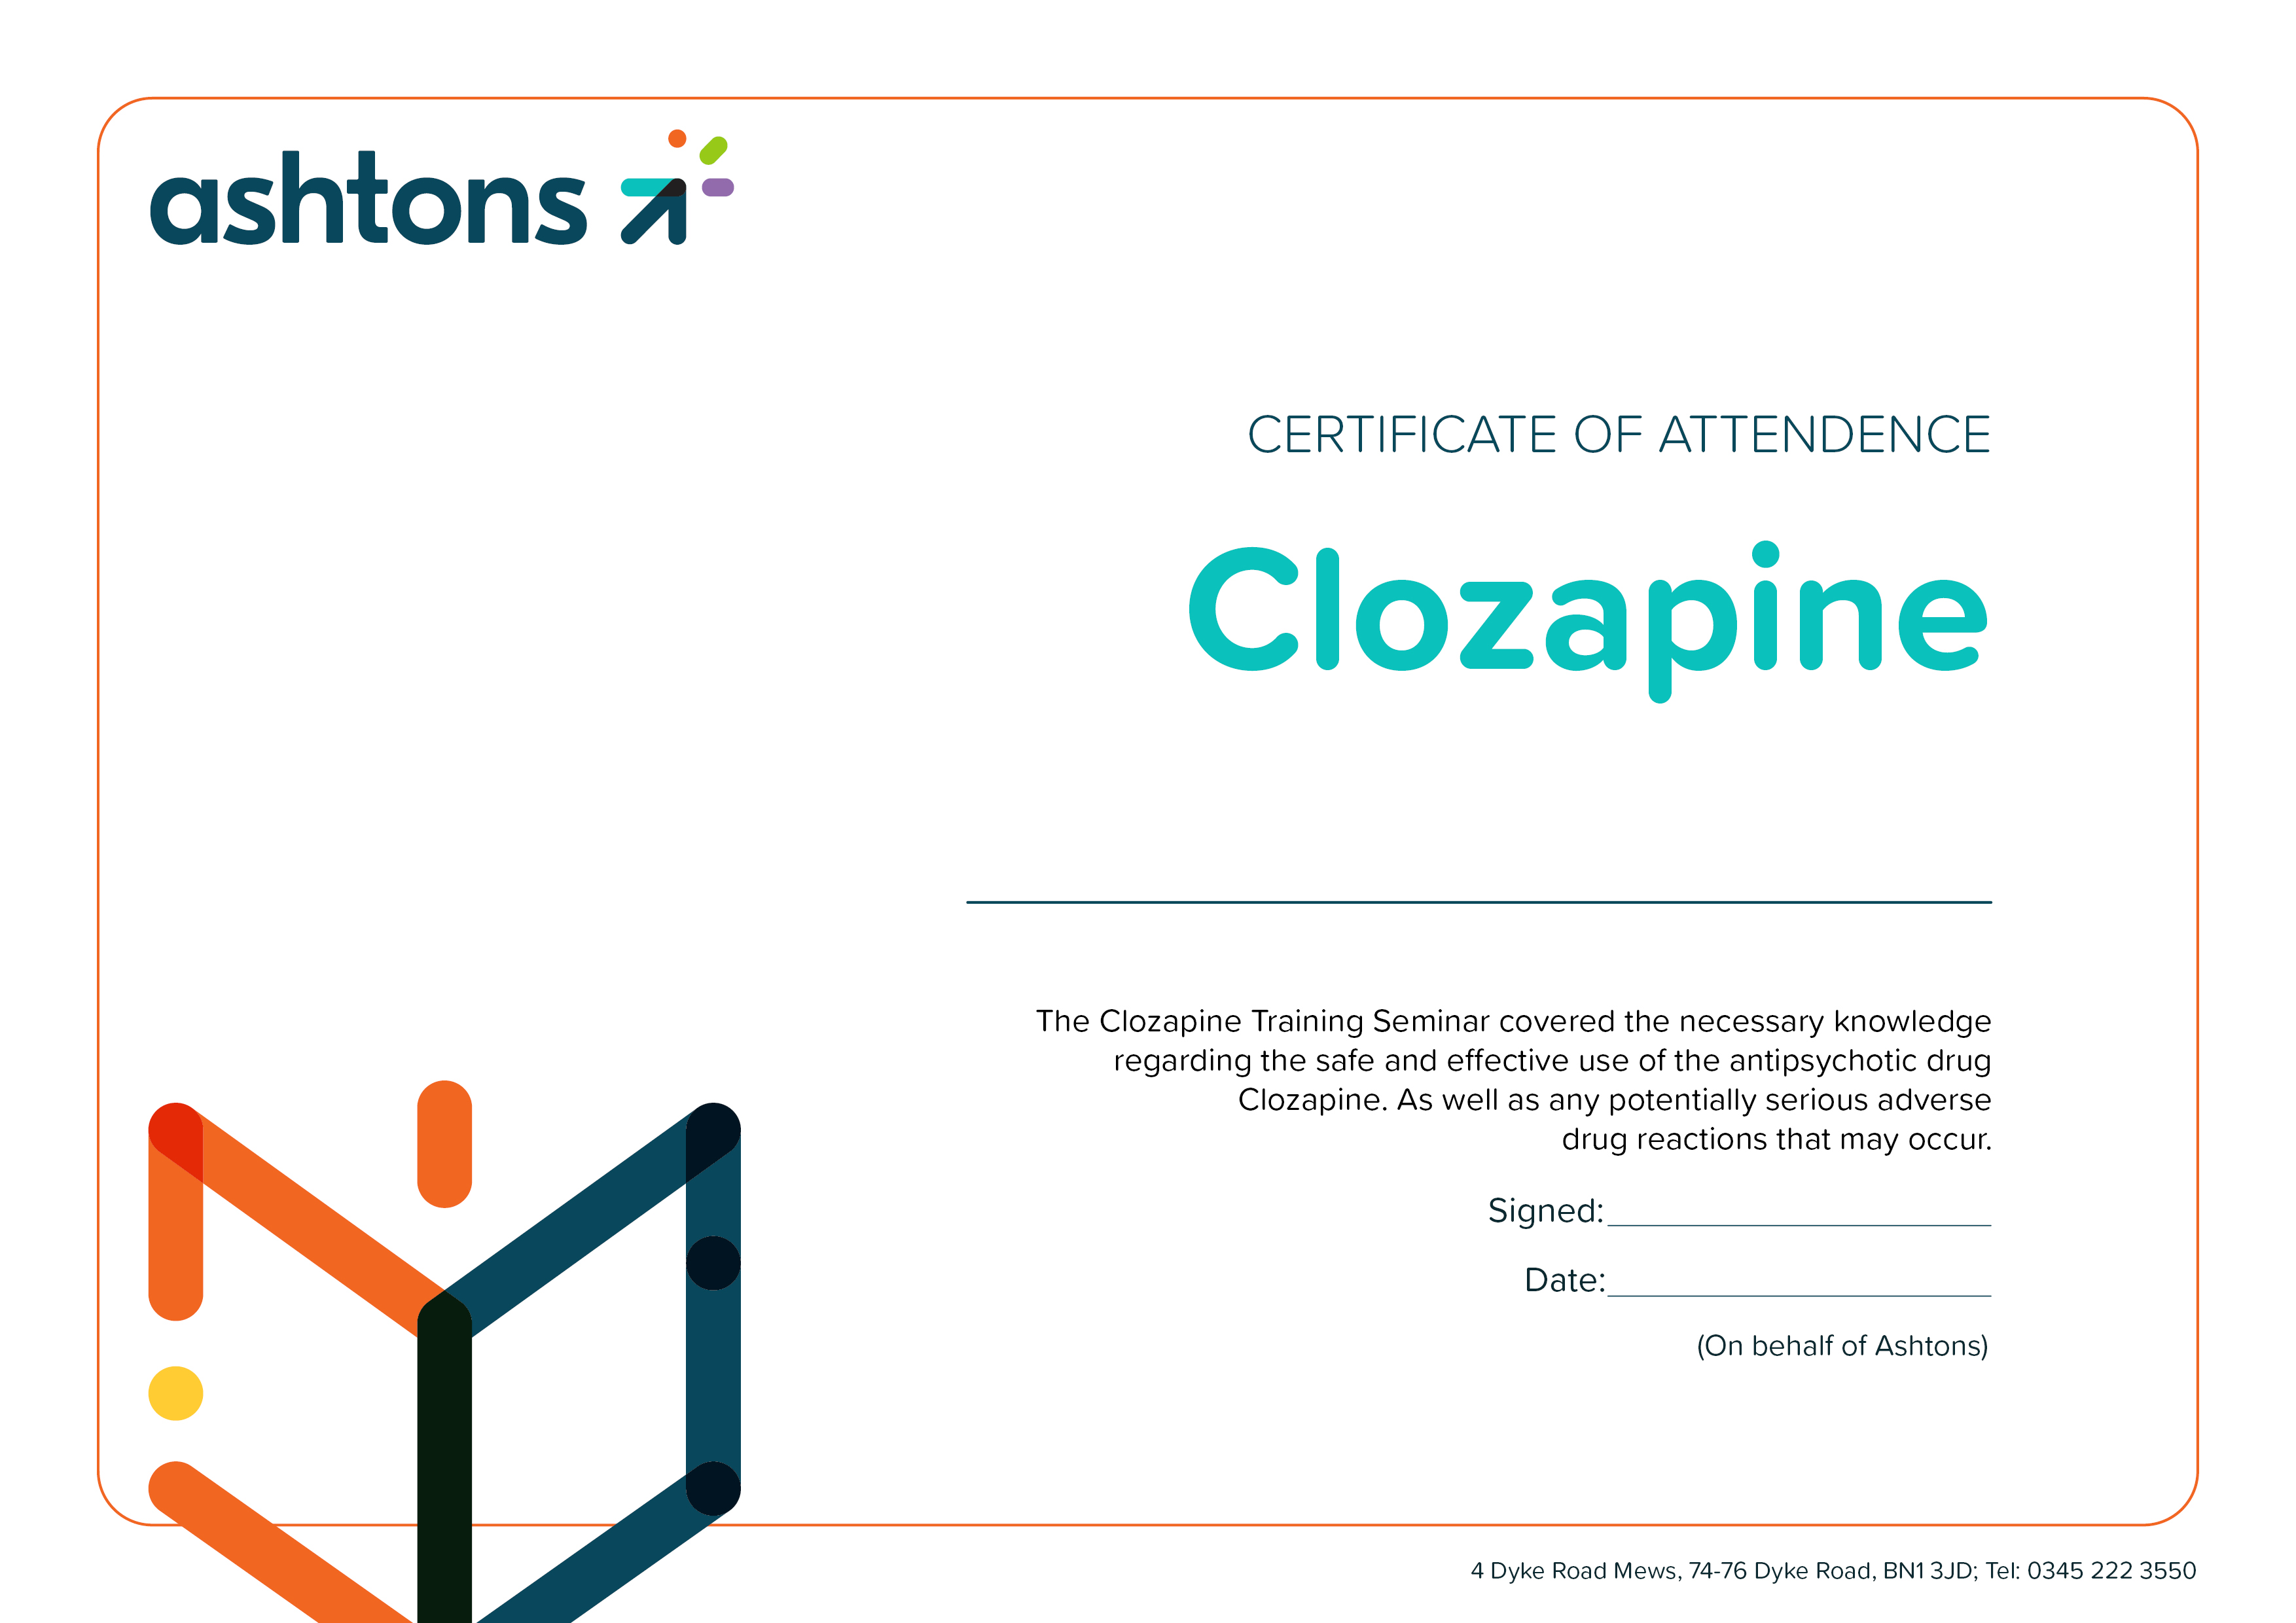 ashtons
CERTIFICATE OF ATTENDENCE
Clozapine
The Clozapine Training Seminar covered the necessary knowledge
regarding the safe and effective use of the antipsychotic drug
Clozapine. As well as any potentially serious adverse
drug reactions that may occur.
Signed:
Date:
(On behalf of Ashtons)
4 Dyke Road Mews, 74-76 Dyke Road, BN1 3JD; Tel: 0345 222 3550